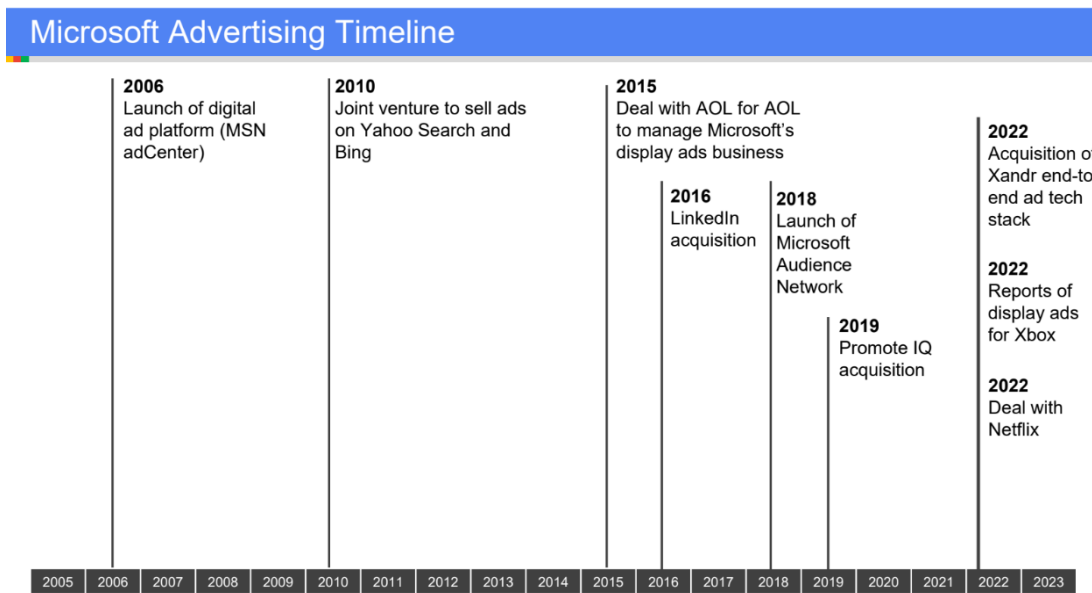 Microsoft Advertising Timeline
2006
Launch of digital
ad platform (MSN
adCenter)
2010
Joint venture to sell ads
on Yahoo Search and
Bing
2015
Deal with AOL for AOL
to manage Microsoft's
display ads business
2016
LinkedIn
acquisition
2018
Launch of
Microsoft
Audience
Network
2019
Promote IQ
acquisition
2022
Acquisition of
Xandr end-to
end ad tech
stack
2022
Reports of
display ads
for Xbox
2022
Deal with
Netflix
2005 2006 2007 2008 2009 2010 2011 2012 2013 2014 2015 2016 2017 2018 2019 2020 2021 2022 2023